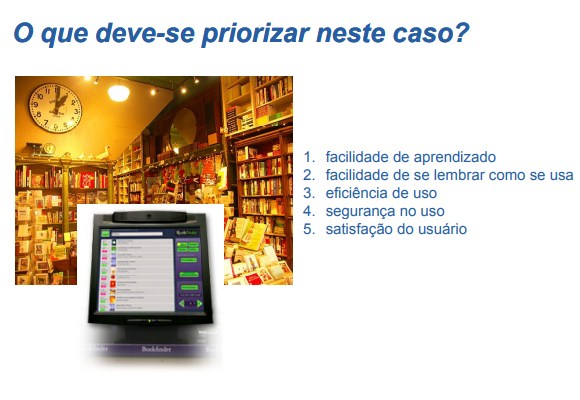 O que deve-se priorizar neste caso?
1. facilidade de aprendizado
2. facilidade de se lembrar como se usa
3. eficiência de uso
4. segurança no uso
5. satisfação do usuário
Bookfinder